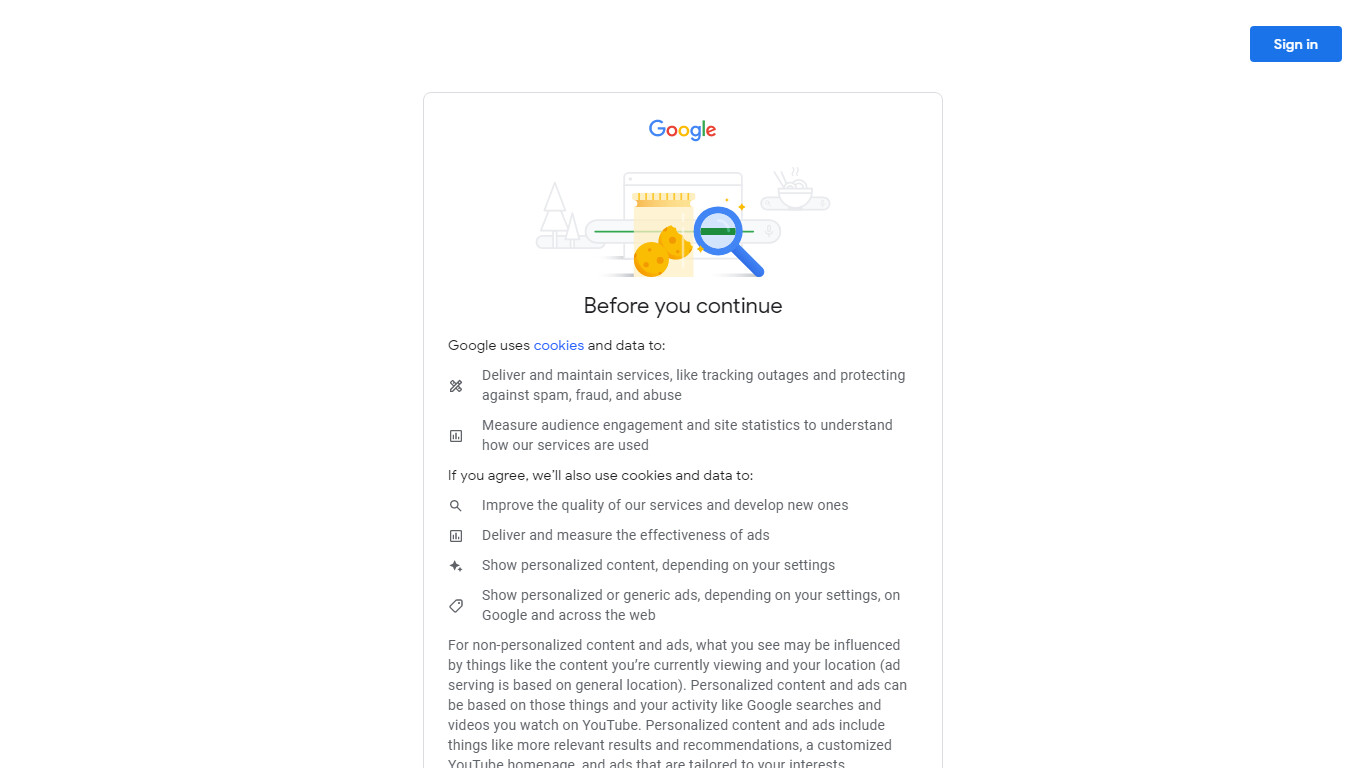 Sign in
Google
Before you continue
Google uses cookies and data to:
Deliver and maintain services, like tracking outages and protecting
against spam, fraud, and abuse
Measure audience engagement and site statistics to understand
how our services are used
If you agree, we’ll also use cookies and data to:
Improve the quality of our services and develop new ones
Deliver and measure the effectiveness of ads
Show personalized content, depending on your settings
Show personalized or generic ads, depending on your settings, on
Google and across the web
For non-personalized content and ads, what you see may be influenced
by things like the content you’re currently viewing and your location (ad
serving is based on general location). Personalized content and ads can
be based on those things and your activity like Google searches and
videos you watch on YouTube. Personalized content and ads include
things like more relevant results and recommendations, a customized
YouTube homepage, and ads that are tailored to your interests.